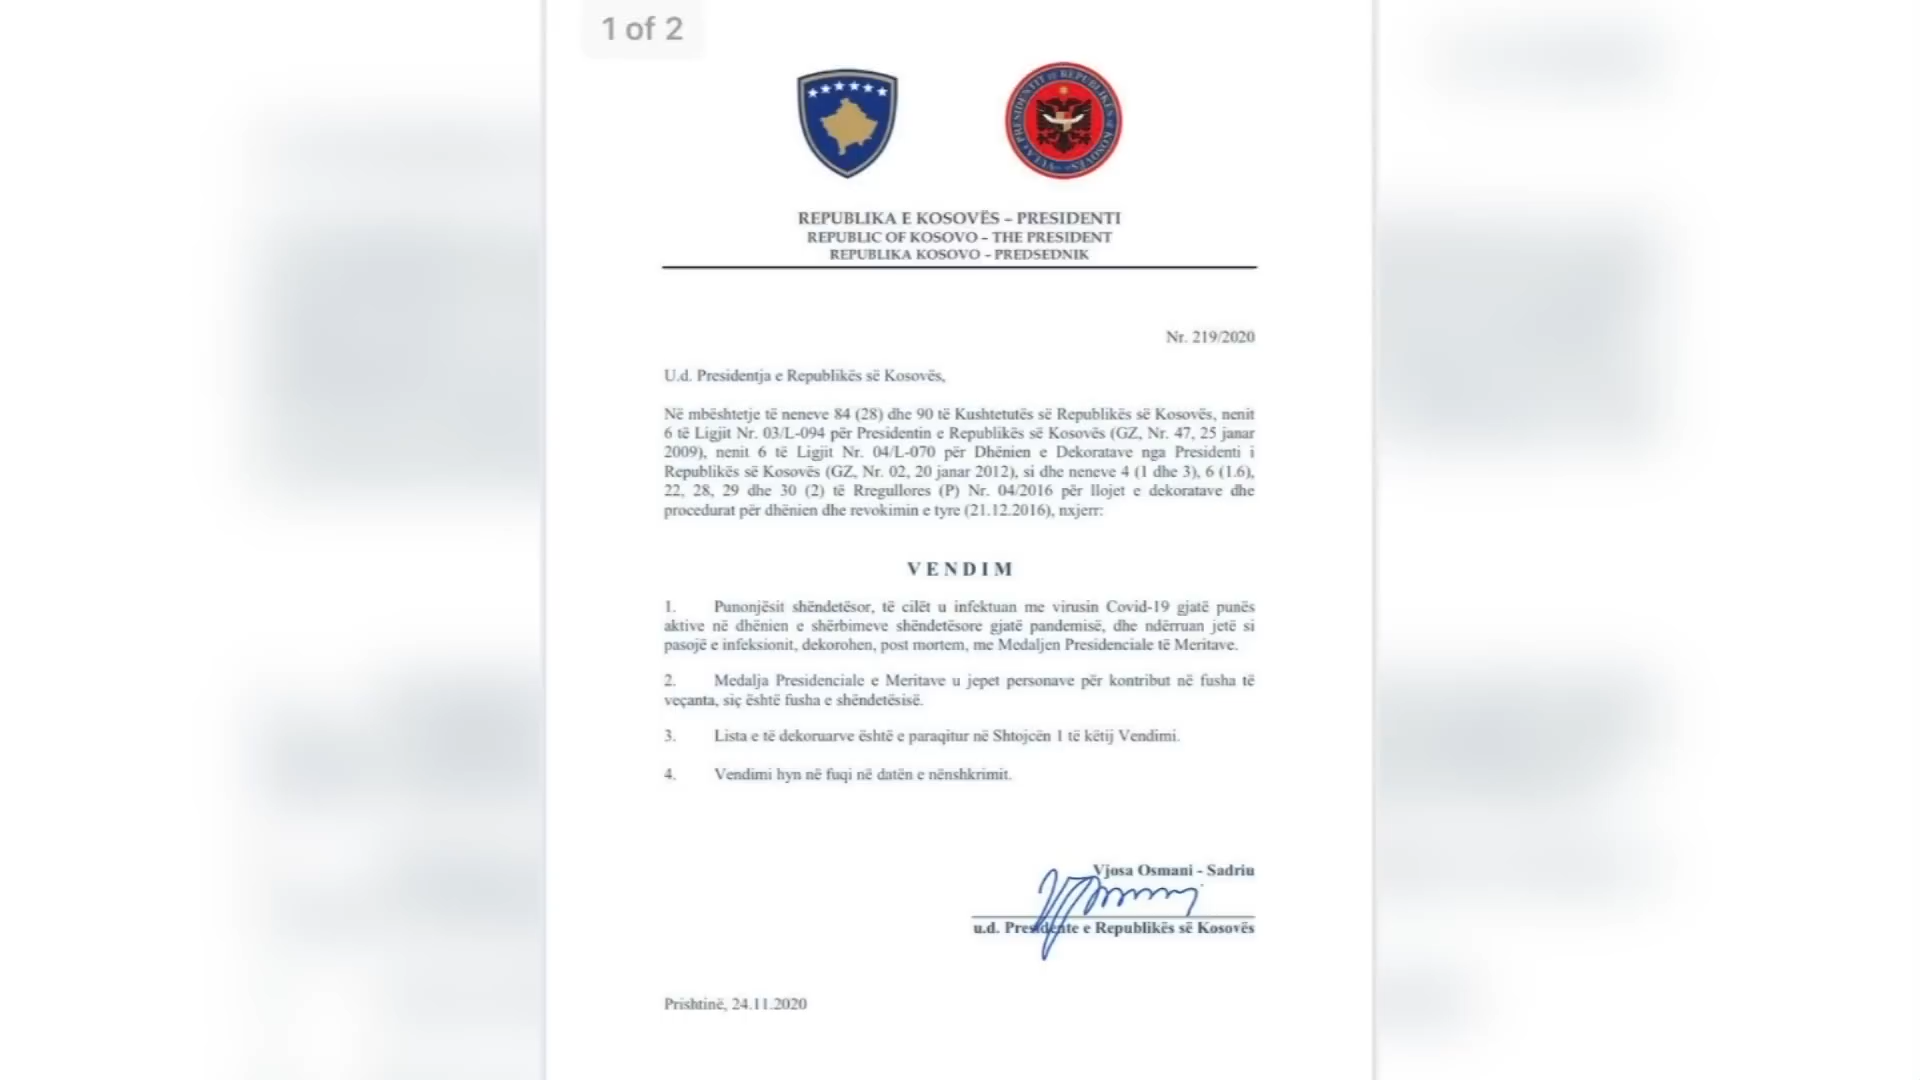 1 of 2
VULA E PRESIDENTIT të REPUBLIKËS së KOSOVËS
REPUBLIKA E KOSOVËS – PRESIDENTI
REPUBLIC OF KOSOVO – THE PRESIDENT
REPUBLIKA KOSOVO – PREDSEDNIK
Nr. 219/2020
U.d. Presidentja e Republikës së Kosovës,
Në mbështetje të neneve 84 (28) dhe 90 të Kushtetutës së Republikës së Kosovës, nenit
6 të Ligjit Nr. 03/L-094 për Presidentin e Republikës së Kosovës (GZ, Nr. 47, 25 janar
2009), nenit 6 të Ligjit Nr. 04/L-070 për Dhënien e Dekoratave nga Presidenti i
Republikës së Kosovës (GZ, Nr. 02, 20 janar 2012), si dhe neneve 4 (1 dhe 3), 6 (1.6),
22, 28, 29 dhe 30 (2) të Rregullores (P) Nr. 04/2016 për llojet e dekoratave dhe
procedurat për dhënien dhe revokimin e tyre (21.12.2016), nxjerr:
VENDIM
1. Punonjësit shëndetësor, të cilët u infektuan me virusin Covid-19 gjatë punës
aktive në dhënien e shërbimeve shëndetësore gjatë pandemisë, dhe ndërruan jetë si
pasojë e infeksionit, dekorohen, post mortem, me Medaljen Presidenciale të Meritave.
2. Medalja Presidenciale e Meritave u jepet personave për kontribut në fusha të
veçanta, siç është fusha e shëndetësisë.
3. Lista e të dekoruarve është e paraqitur në Shtojcën 1 të këtij Vendimi.
4. Vendimi hyn në fuqi në datën e nënshkrimit.
Vjosa Osmani - Sadriu
u.d. Presidente e Republikës së Kosovës
Prishtinë, 24.11.2020